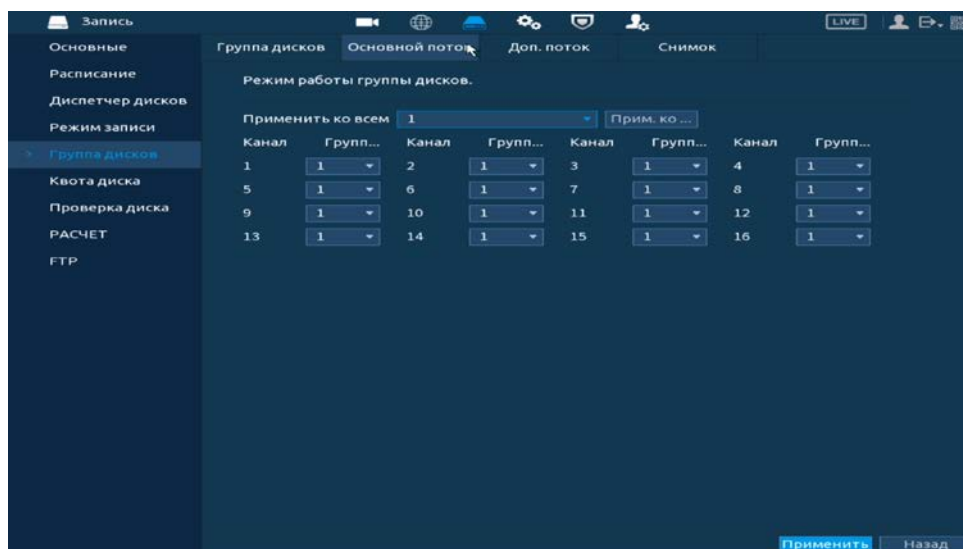 Запись LIVE
Основные
Расписание
Диспетчер дисков
Режим записи
> Группа дисков
Квота диска
Проверка диска
РАСЧЕТ
FTP
Группа дисков Основной поток Доп. поток Снимок
Режим работы группы дисков.
Применить ко всем 1 Прим. ко ...
Канал Групп... Канал Групп... Канал Групп... Канал Групп...
1 1 2 1 3 1 4 1
5 1 6 1 7 1 8 1
9 1 10 1 11 1 12 1
13 1 14 1 15 1 16 1
Применить Назад